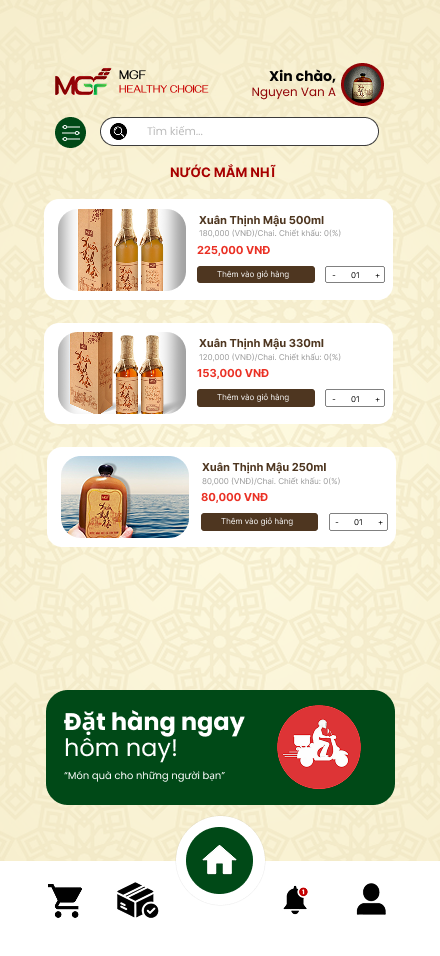 MGF
MGF
HEALTHY CHOICE
Xin chào,
Nguyen Van A
Tìm kiếm...
NƯỚC MẮM NHĨ
Xuân Thịnh Mậu 500ml
180,000 (VNĐ)/Chai. Chiết khấu: 0(%)
225,000 VNĐ
Thêm vào giỏ hàng
- 01 +
Xuân Thịnh Mậu 330ml
120,000 (VNĐ)/Chai. Chiết khấu: 0(%)
153,000 VNĐ
Thêm vào giỏ hàng
- 01 +
Xuân Thịnh Mậu 250ml
80,000 (VNĐ)/Chai. Chiết khấu: 0(%)
80,000 VNĐ
Thêm vào giỏ hàng
- 01 +
Đặt hàng ngay
hôm nay!
“Món quà cho những người bạn”
1